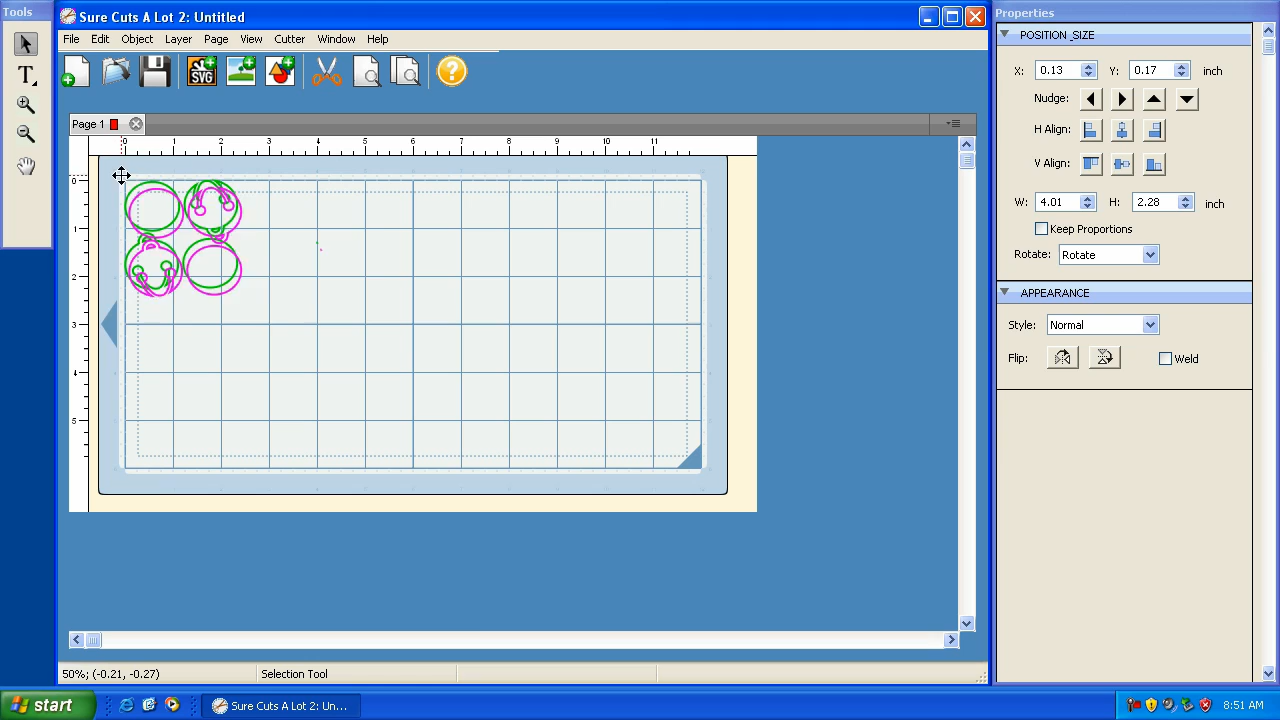 Tools
Sure Cuts A Lot 2: Untitled
Properties
File Edit Object Layer Page View Cutter Window Help
POSITION_SIZE
SVG
X: 0.13 Y: 0.17 inch
Nudge:
Page 1
H Align:
0 1 2 3 4 5 6 7 8 9 10 11
V Align:
0
1
2
3
4
5
W: 4.01 H: 2.28 inch
Keep Proportions
Rotate: Rotate
APPEARANCE
Style: Normal
Flip: Weld
50%; (-0.21, -0.27) Selection Tool
start Sure Cuts A Lot 2: Un... 8:51 AM